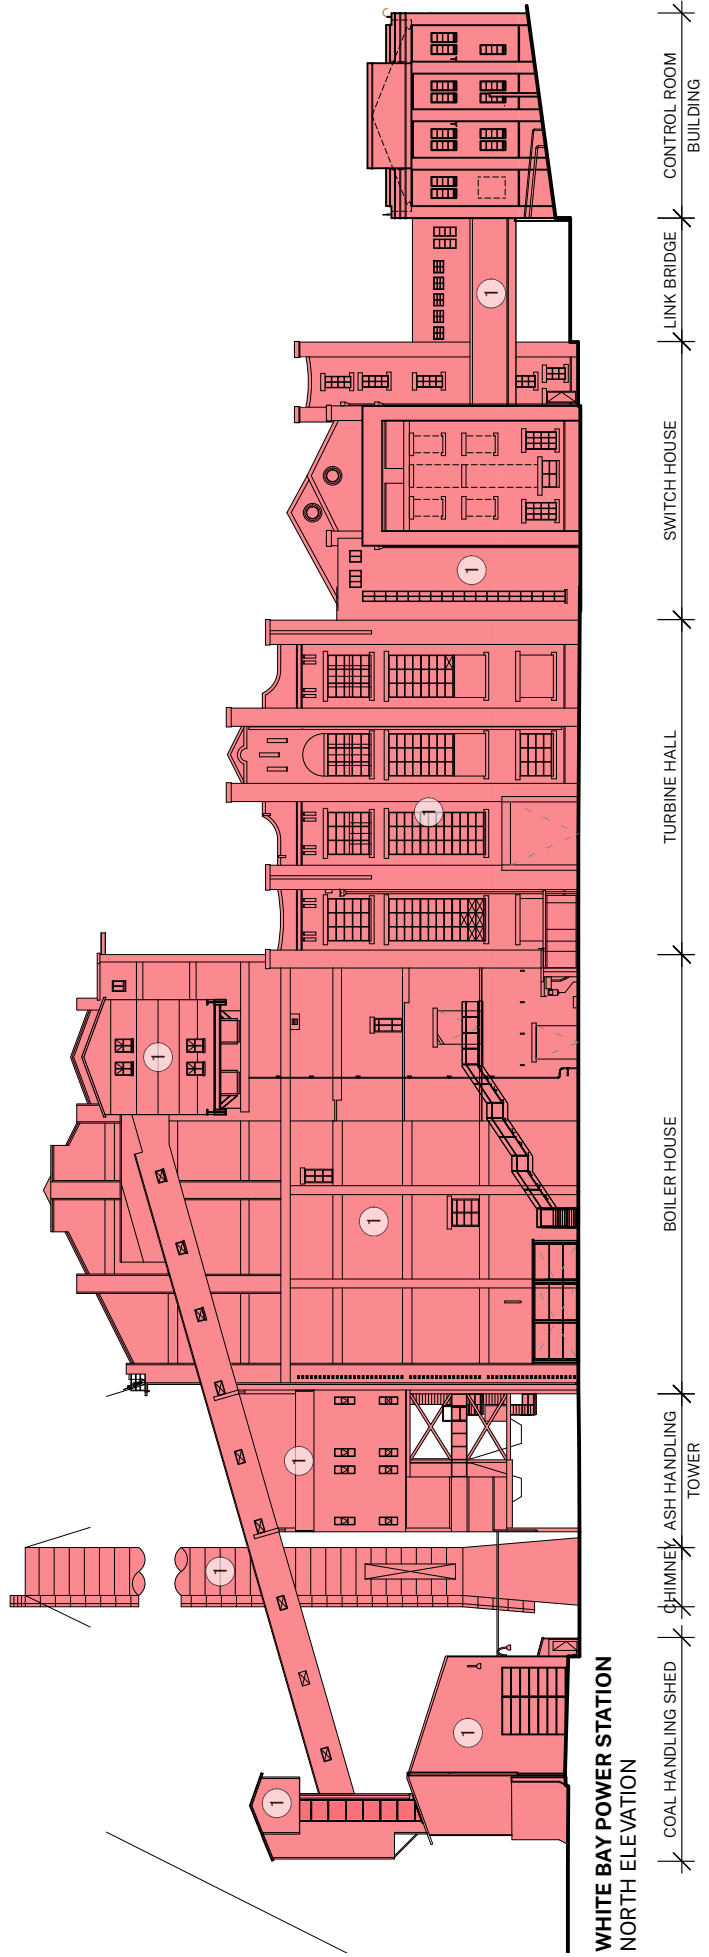 1
1
1
1
1
1
1
1
1
WHITE BAY POWER STATION
NORTH ELEVATION
COAL HANDLING SHED
CHIMNEY
ASH HANDLING
TOWER
BOILER HOUSE
TURBINE HALL
SWITCH HOUSE
LINK BRIDGE
CONTROL ROOM
BUILDING